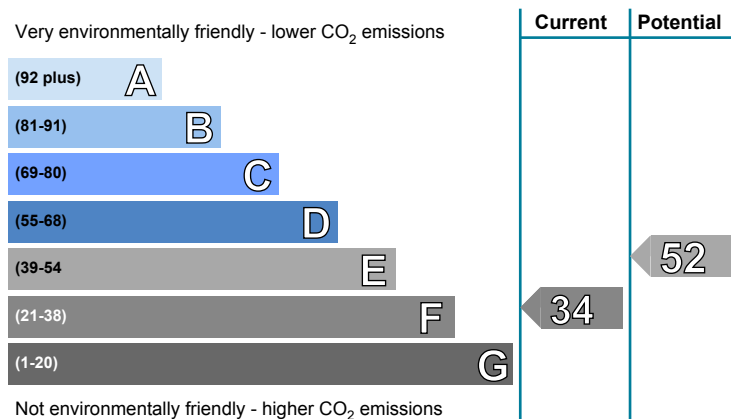 Current Potential
Very environmentally friendly - lower CO₂ emissions
(92 plus) A
(81-91) B
(69-80) C
(55-68) D
52
(39-54 E
34
(21-38) F
(1-20) G
Not environmentally friendly - higher CO₂ emissions